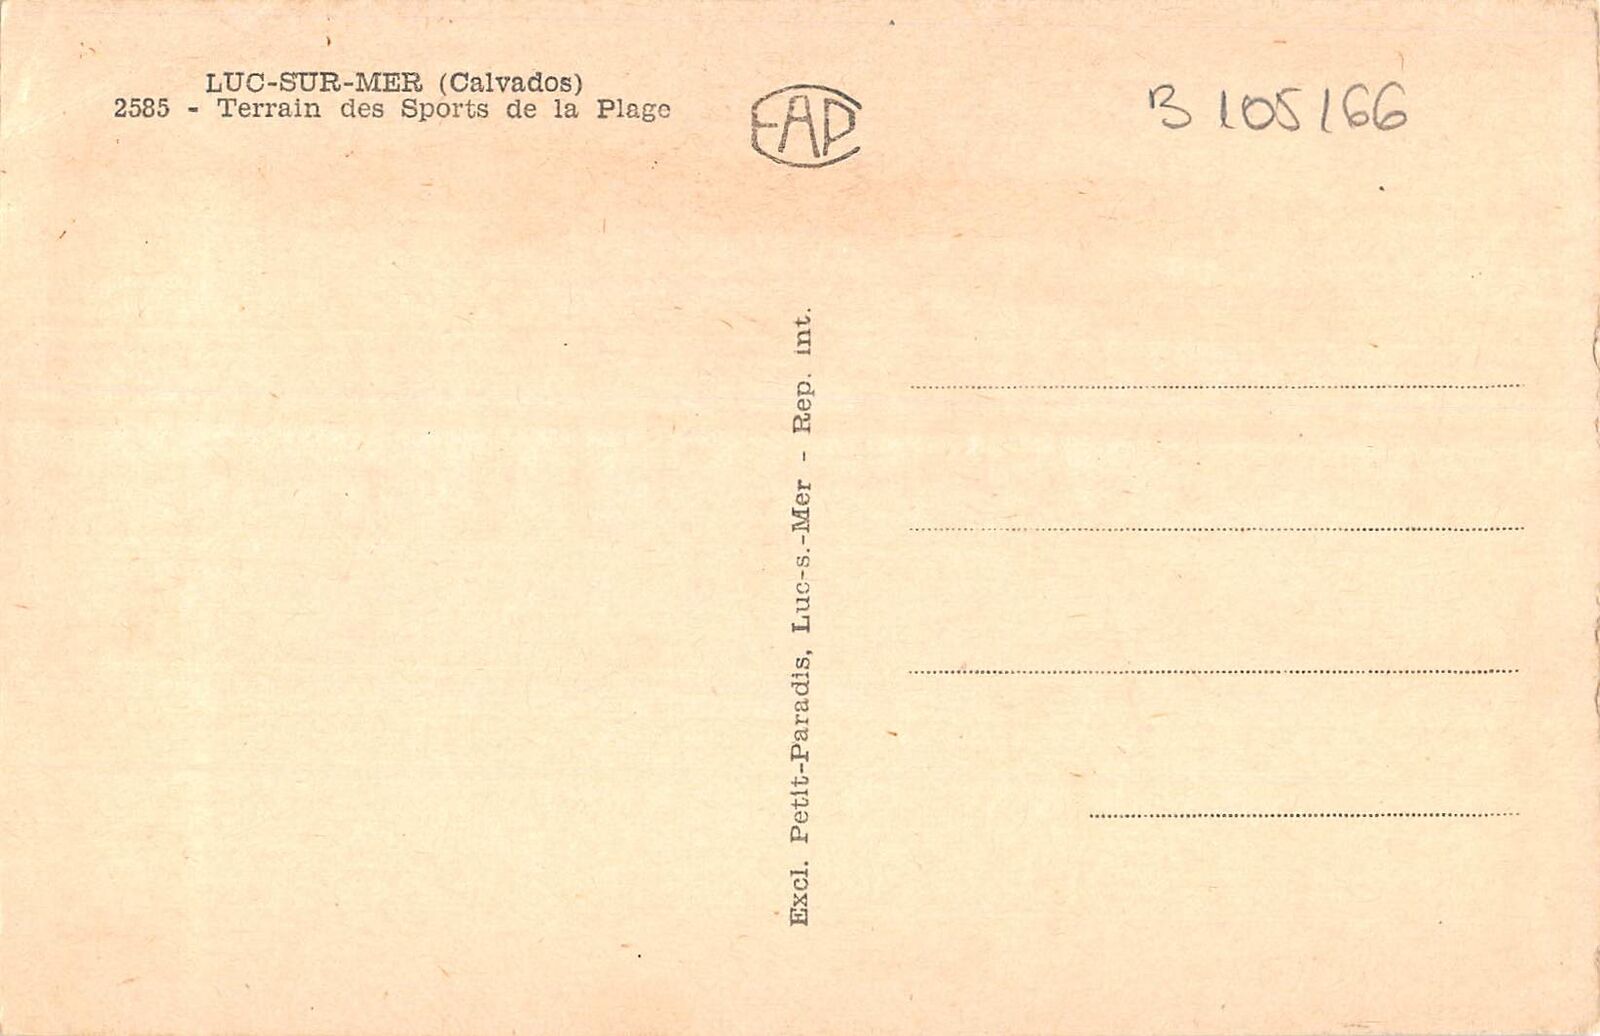 LUC-SUR-MER (Calvados)
2585 - Terrain des Sports de la Plage
EAP
B 105166
Excl. Petit-Paradis, Luc-s.-Mer - Rep. int.